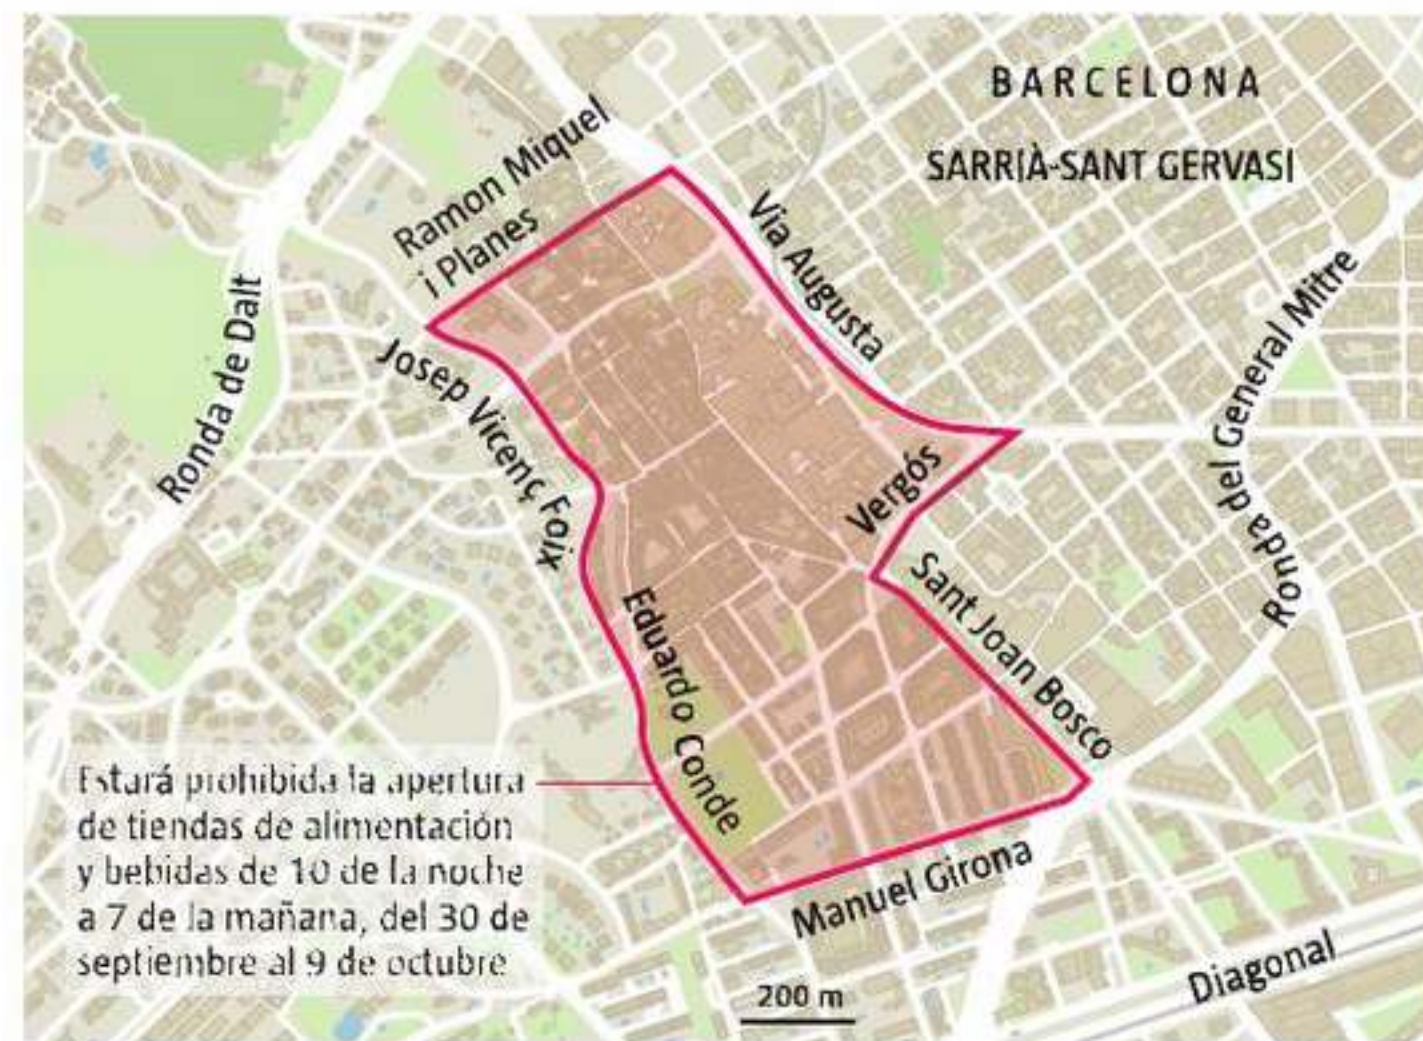 BARCELONA
SARRIÀ-SANT GERVASI
Ramon Miquel
i Planes
Via Augusta
Ronda del General Mitre
Ronda de Dalt
Josep Vicenç Foix
Vergós
Sant Joan Bosco
Eduardo Conde
Estará prohibida la apertura
de tiendas de alimentación
y bebidas de 10 de la noche
a 7 de la mañana, del 30 de
septiembre al 9 de octubre
Manuel Girona
Diagonal
200 m